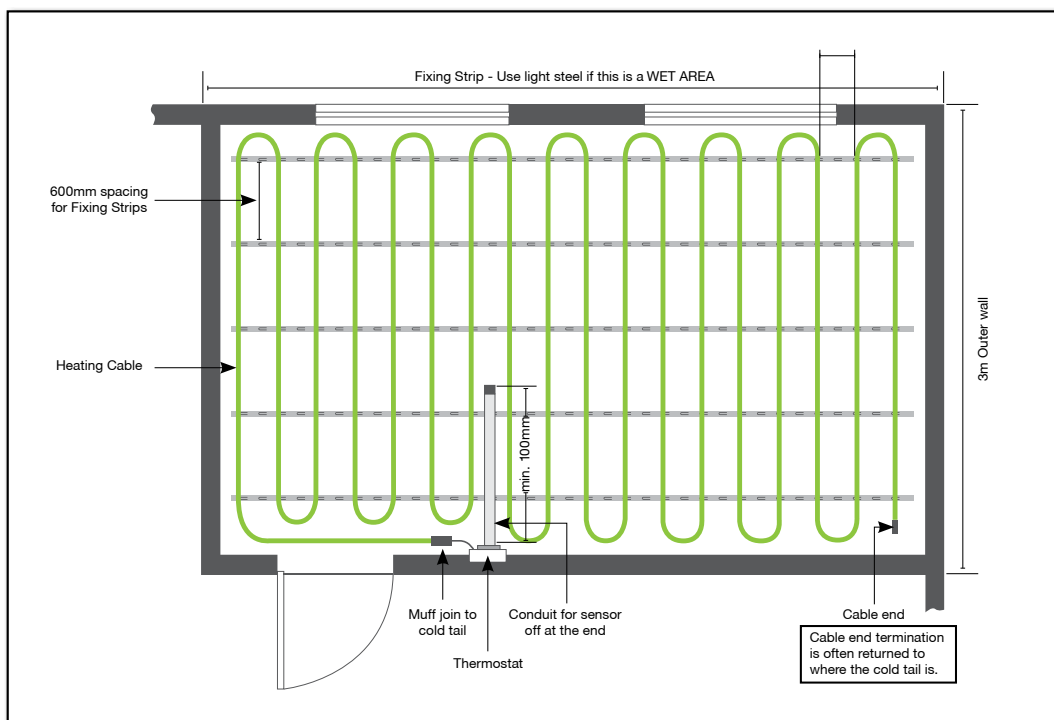 Fixing Strip - Use light steel if this is a WET AREA
600mm spacing
for Fixing Strips
Heating Cable
min. 100mm
3m Outer wall
Muff join to
cold tail
Thermostat
Conduit for sensor
off at the end
Cable end
Cable end termination
is often returned to
where the cold tail is.